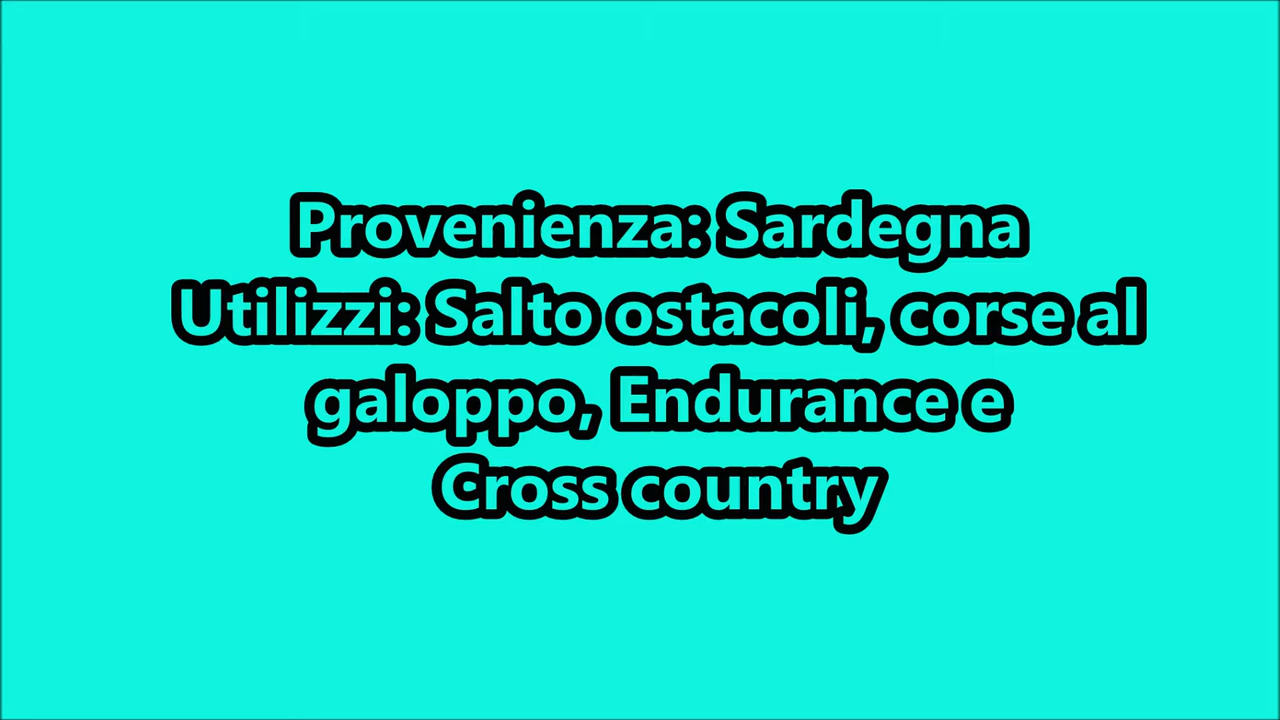 Provenienza: Sardegna
Utilizzi: Salto ostacoli, corse al
galoppo, Endurance e
Cross country